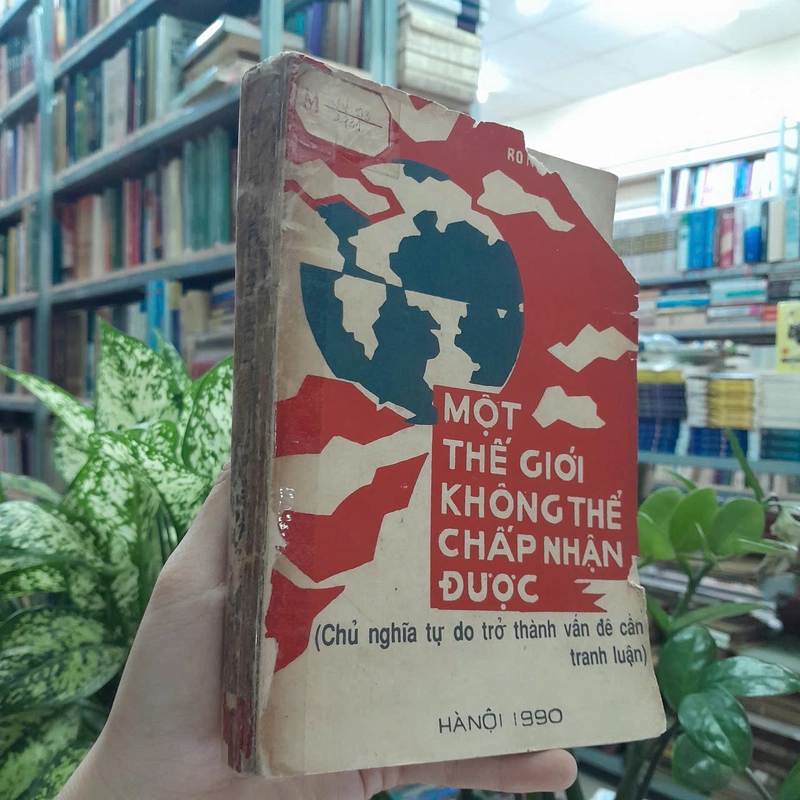 MỘT
THẾ GIỚI
KHÔNG THỂ
CHẤP NHẬN
ĐƯỢC
(Chủ nghĩa tự do trở thành vấn đề cần
tranh luận)
HÀNỘI 1990